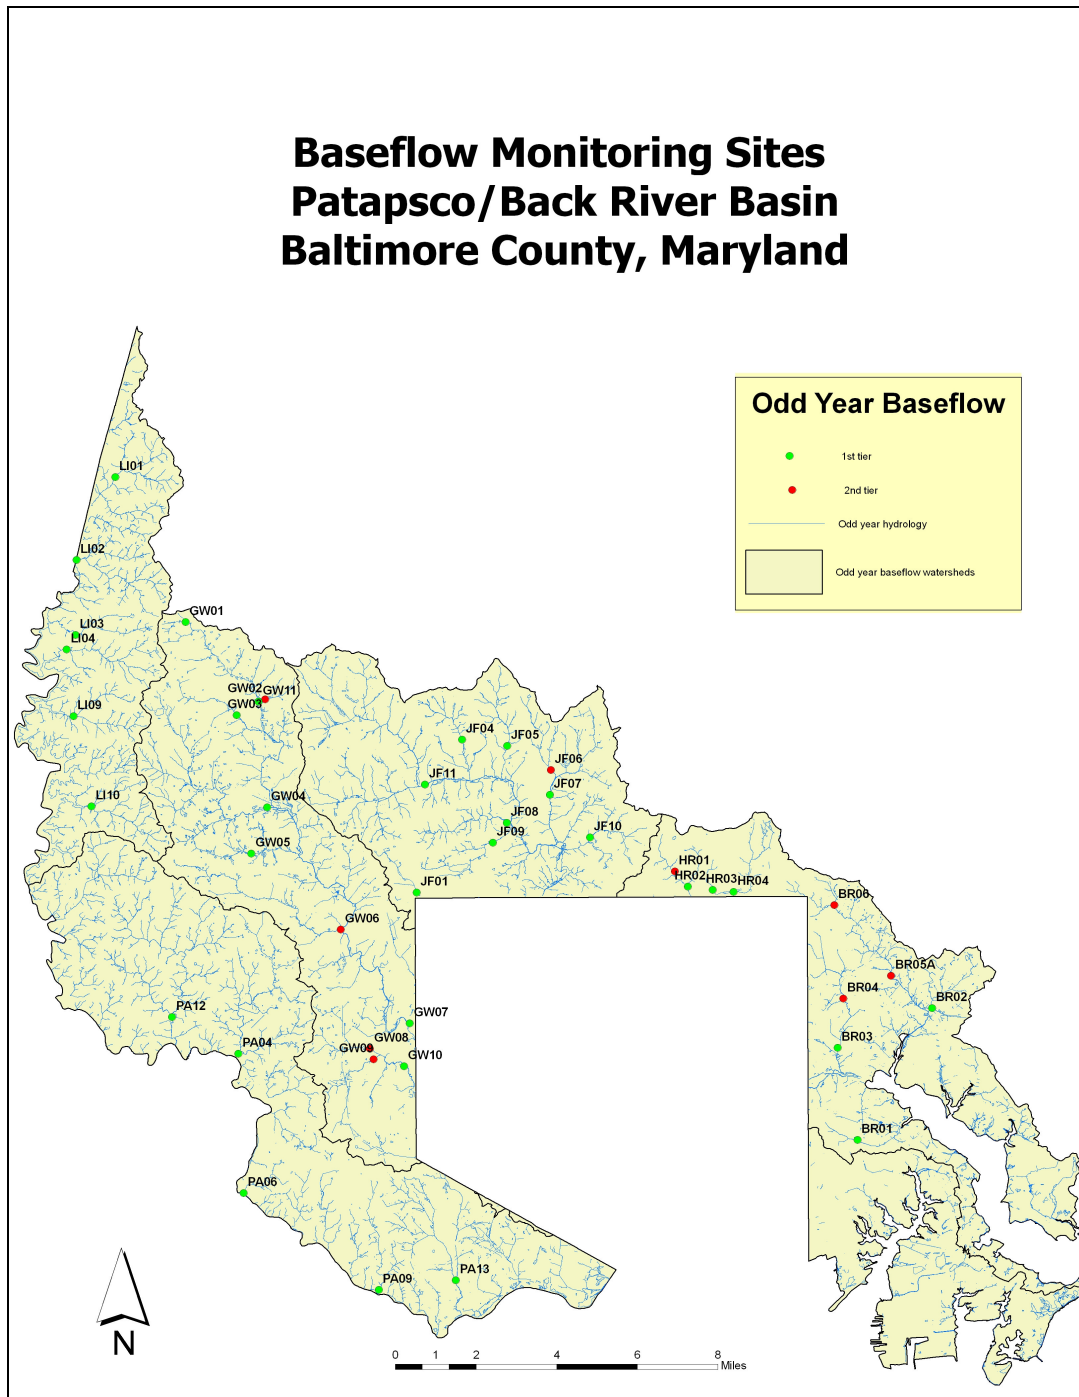 Baseflow Monitoring Sites
Patapsco/Back River Basin
Baltimore County, Maryland
Odd Year Baseflow
1st tier
2nd tier
Odd year hydrology
Odd year baseflow watersheds
LI01
LI02
LI03
LI04
GW01
GW02
GW11
GW03
LI09
JF04
JF05
JF06
JF11
JF07
LI10
GW04
JF08
JF09
JF10
GW05
HR01
HR02
HR03
HR04
JF01
BR06
GW06
BR05A
BR04
BR02
PA12
GW07
GW08
BR03
PA04
GW09
GW10
BR01
PA06
PA13
PA09
N
0 1 2 4 6 8
Miles